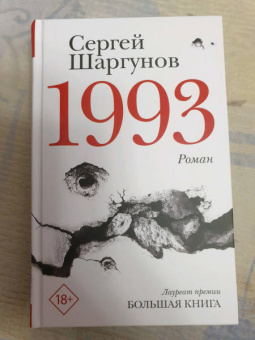 Сергей
Шаргунов
1993
Роман
18+
Лауреат премии
БОЛЬШАЯ КНИГА